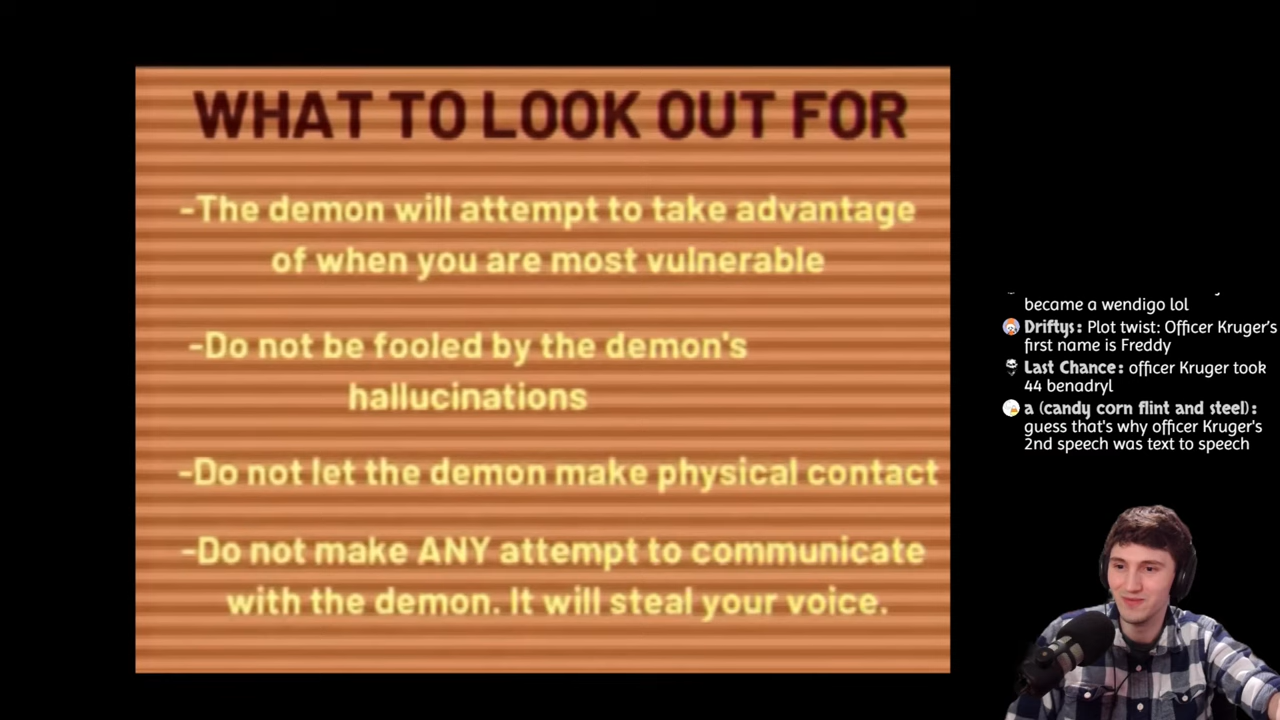 WHAT TO LOOK OUT FOR
-The demon will attempt to take advantage
of when you are most vulnerable
-Do not be fooled by the demon's
hallucinations
-Do not let the demon make physical contact
-Do not make ANY attempt to communicate
with the demon. It will steal your voice.
became a wendigo lol
Driftys: Plot twist: Officer Kruger's
first name is Freddy
Last Chance: officer Kruger took
44 benadryl
a (candy corn flint and steel):
guess that's why officer Kruger's
2nd speech was text to speech